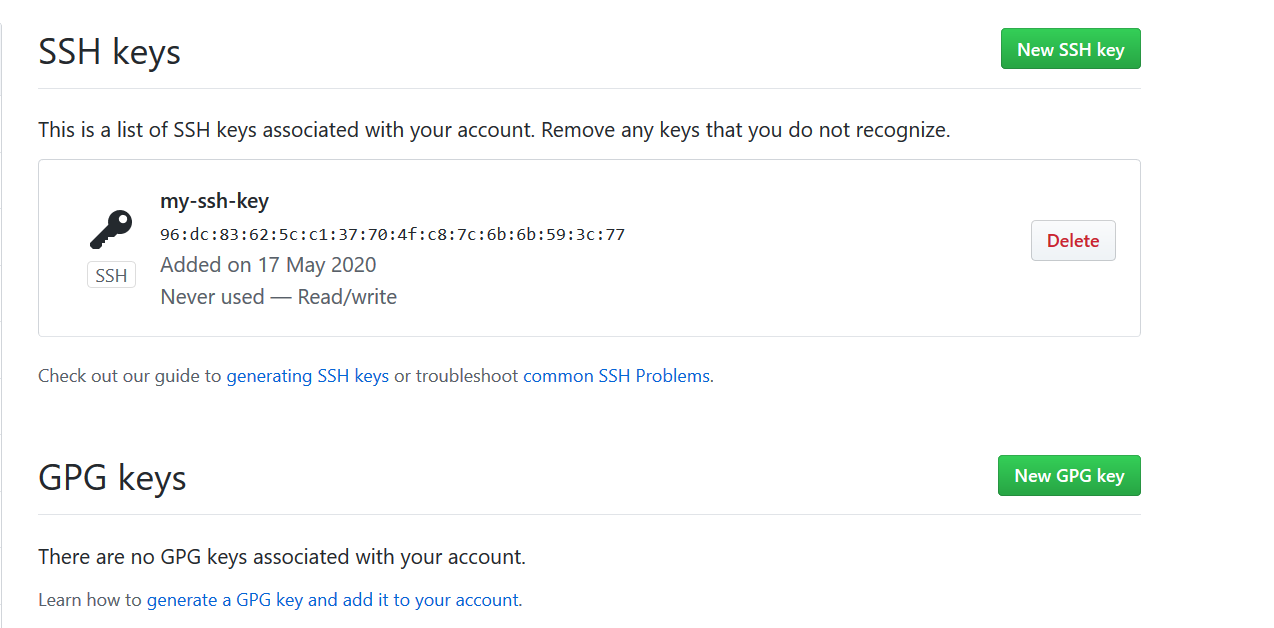 SSH keys
New SSH key
This is a list of SSH keys associated with your account. Remove any keys that you do not recognize.
my-ssh-key
96:dc:83:62:5c:c1:37:70:4f:c8:7c:6b:6b:59:3c:77
Added on 17 May 2020
Never used — Read/write
SSH
Delete
Check out our guide to generating SSH keys or troubleshoot common SSH Problems.
GPG keys
New GPG key
There are no GPG keys associated with your account.
Learn how to generate a GPG key and add it to your account.